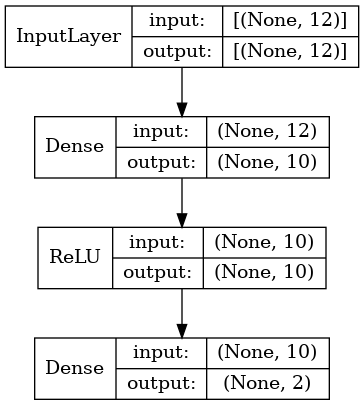 InputLayer
input: [(None, 12)]
output: [(None, 12)]
Dense
input: (None, 12)
output: (None, 10)
ReLU
input: (None, 10)
output: (None, 10)
Dense
input: (None, 10)
output: (None, 2)